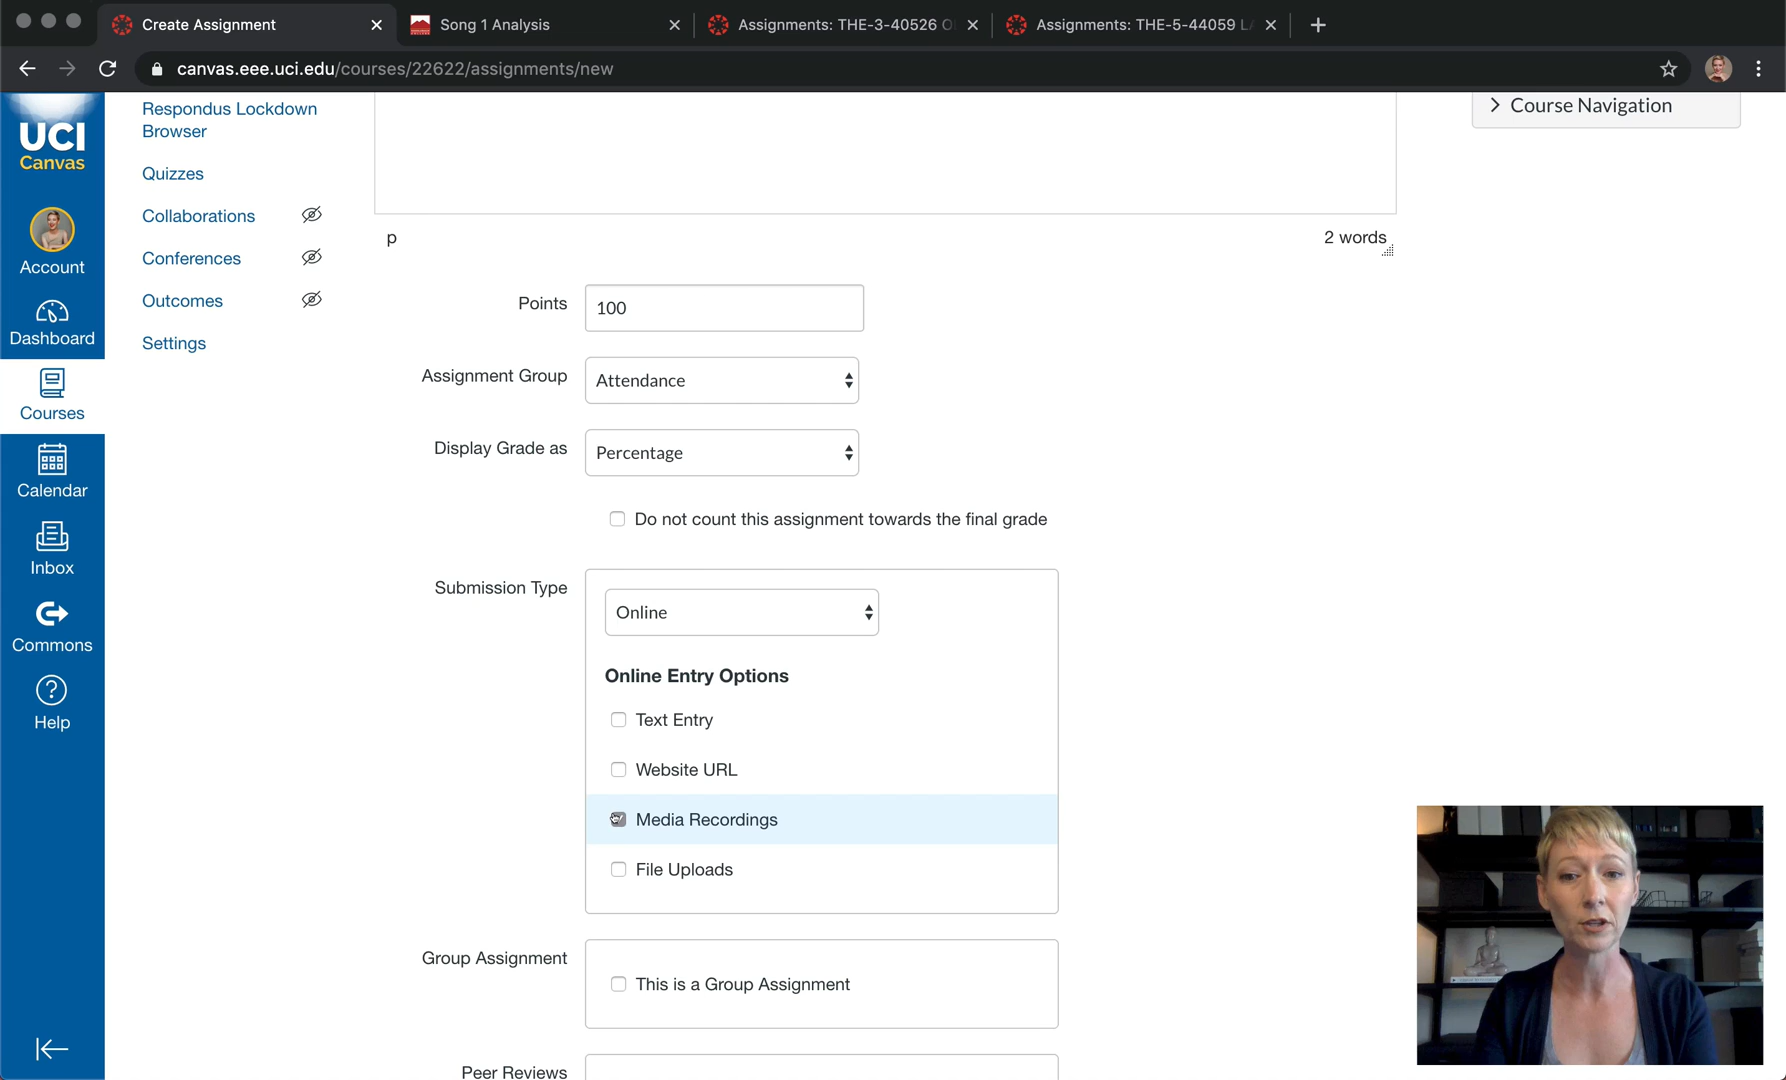 Create Assignment
Song 1 Analysis
Assignments: THE-3-40526
Assignments: THE-5-44059
canvas.eee.uci.edu/courses/22622/assignments/new
UCI
Canvas
Account
Dashboard
Courses
Calendar
Inbox
Commons
Help
Respondus Lockdown
Browser
Quizzes
Collaborations
Conferences
Outcomes
Settings
Course Navigation
p
2 words
Points
100
Assignment Group
Attendance
Display Grade as
Percentage
Do not count this assignment towards the final grade
Submission Type
Online
Online Entry Options
Text Entry
Website URL
Media Recordings
File Uploads
Group Assignment
This is a Group Assignment
Peer Reviews